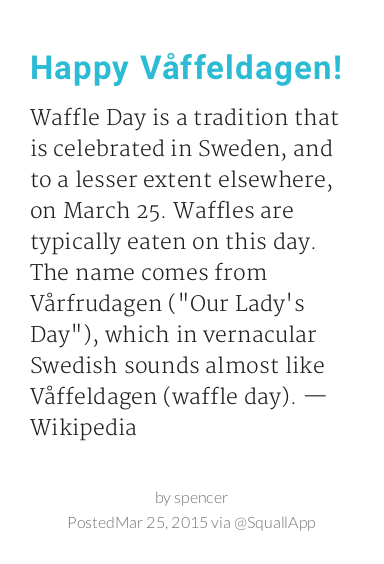 Happy Våffeldagen!
Waffle Day is a tradition that
is celebrated in Sweden, and
to a lesser extent elsewhere,
on March 25. Waffles are
typically eaten on this day.
The name comes from
Vårfrudagen ("Our Lady's
Day"), which in vernacular
Swedish sounds almost like
Våffeldagen (waffle day). —
Wikipedia
by spencer
PostedMar 25, 2015 via @SquallApp